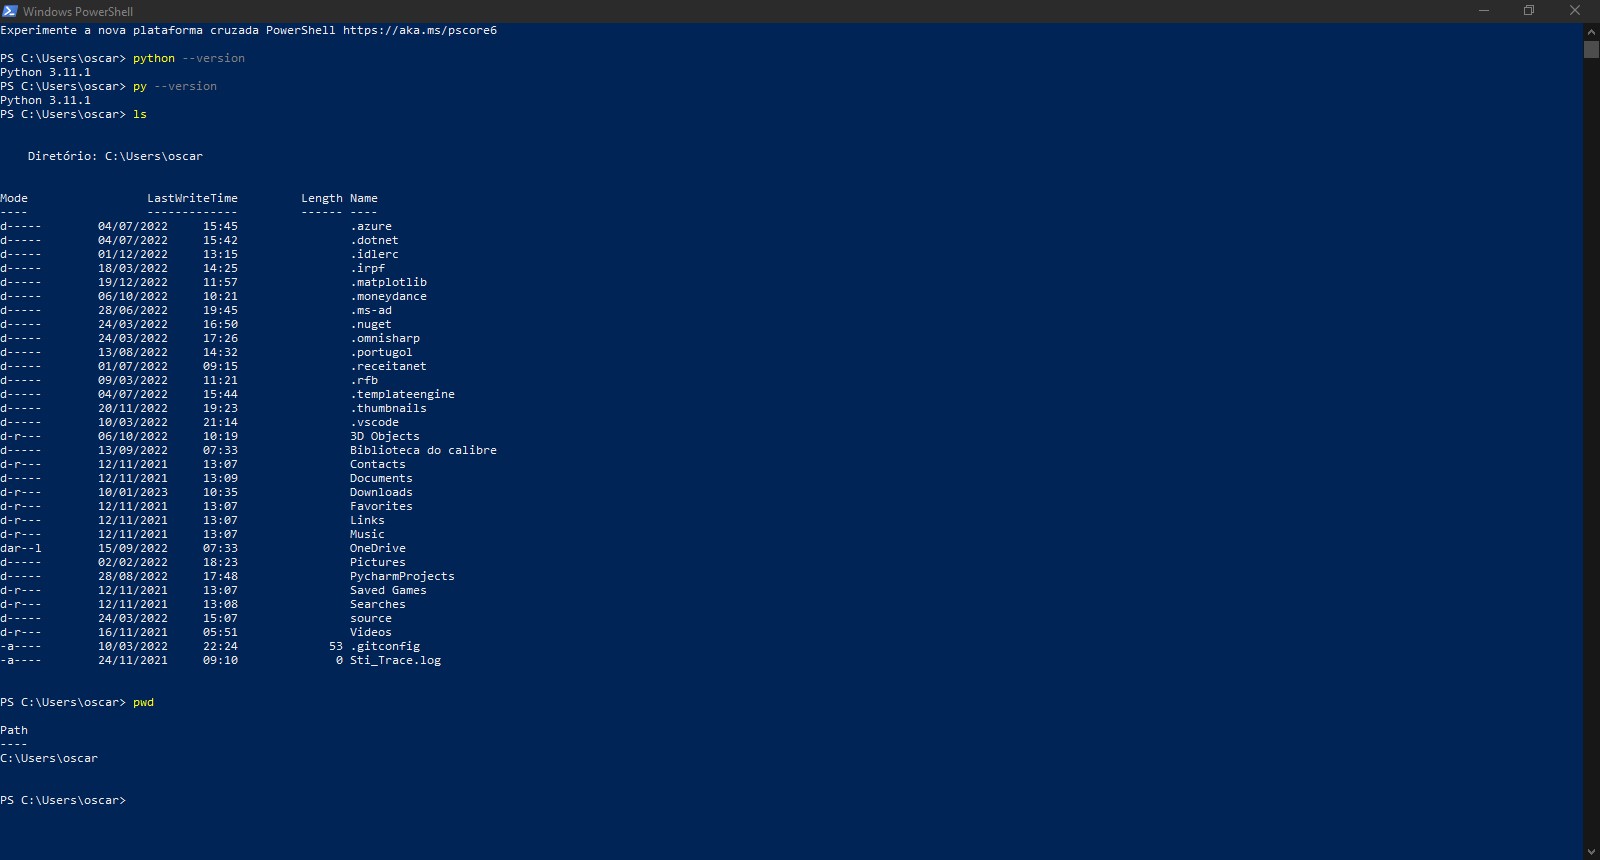 Windows PowerShell
Experimente a nova plataforma cruzada PowerShell https://aka.ms/pscore6
PS C:\Users\oscar> python --version
Python 3.11.1
PS C:\Users\oscar> py --version
Python 3.11.1
PS C:\Users\oscar> ls
Diretório: C:\Users\oscar
Mode LastWriteTime Length Name
---- ------------- ------ ----
d----- 04/07/2022 15:45 .azure
d----- 04/07/2022 15:42 .dotnet
d----- 01/12/2022 13:15 .idlerc
d----- 18/03/2022 14:25 .irpf
d----- 19/12/2022 11:57 .matplotlib
d----- 06/10/2022 10:21 .moneydance
d----- 28/06/2022 19:45 .ms-ad
d----- 24/03/2022 16:50 .nuget
d----- 24/03/2022 17:26 .omnisharp
d----- 13/08/2022 14:32 .portugol
d----- 01/07/2022 09:15 .receitanet
d----- 09/03/2022 11:21 .rfb
d----- 04/07/2022 15:44 .templateengine
d----- 20/11/2022 19:23 .thumbnails
d----- 10/03/2022 21:14 .vscode
d-r--- 06/10/2022 10:19 3D Objects
d----- 13/09/2022 07:33 Biblioteca do calibre
d-r--- 12/11/2021 13:07 Contacts
d----- 12/11/2021 13:09 Documents
d-r--- 10/01/2023 10:35 Downloads
d-r--- 12/11/2021 13:07 Favorites
d-r--- 12/11/2021 13:07 Links
d-r--- 12/11/2021 13:07 Music
dar--l 15/09/2022 07:33 OneDrive
d----- 02/02/2022 18:23 Pictures
d----- 28/08/2022 17:48 PycharmProjects
d-r--- 12/11/2021 13:07 Saved Games
d-r--- 12/11/2021 13:08 Searches
d----- 24/03/2022 15:07 source
d-r--- 16/11/2021 05:51 Videos
-a---- 10/03/2022 22:24 53 .gitconfig
-a---- 24/11/2021 09:10 0 Sti_Trace.log
PS C:\Users\oscar> pwd
Path
----
C:\Users\oscar
PS C:\Users\oscar>